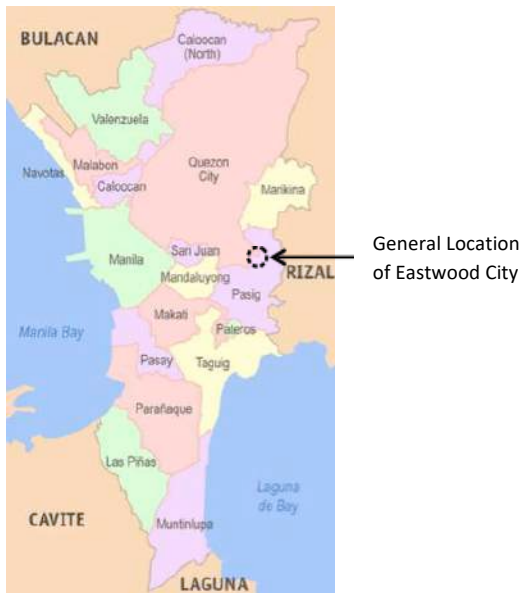 BULACAN
Caloocan
(North)
Valenzuela
Quezon
City
Malabon
Navotas
Caloocan
Marikina
San Juan
Manila
Mandaluyong
General Location
of Eastwood City
RIZAL
Pasig
Makati
Manila Bay
Pateros
Pasay
Taguig
Parañaque
Las Piñas
Laguna
de Bay
CAVITE
Muntinlupa
LAGUNA